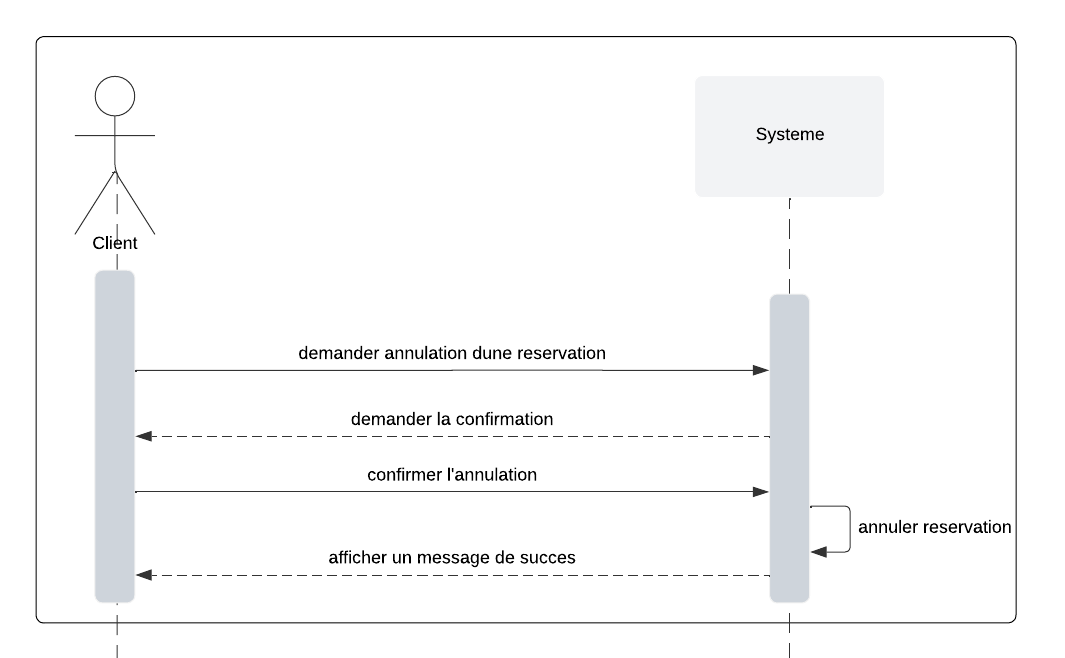 Systeme
Client
demander annulation dune reservation
demander la confirmation
confirmer l'annulation
annuler reservation
afficher un message de succes